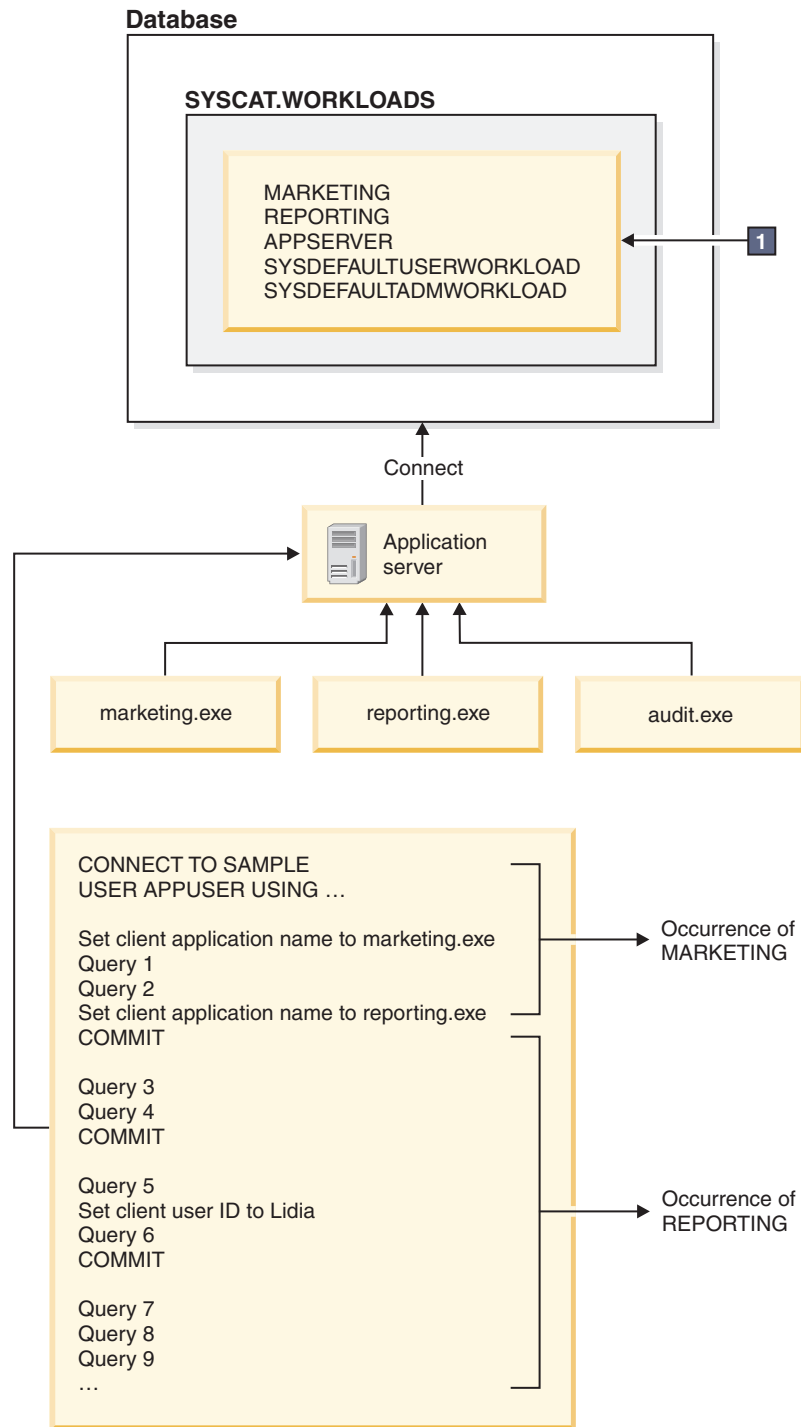 Database
SYSCAT.WORKLOADS
MARKETING
REPORTING
APPSERVER
SYSDEFAULTUSERWORKLOAD
SYSDEFAULTADMWORKLOAD
1
Connect
Application
server
marketing.exe
reporting.exe
audit.exe
CONNECT TO SAMPLE
USER APPUSER USING …
Set client application name to marketing.exe
Query 1
Query 2
Set client application name to reporting.exe
COMMIT
Occurrence of
MARKETING
Query 3
Query 4
COMMIT
Query 5
Set client user ID to Lidia
Query 6
COMMIT
Occurrence of
REPORTING
Query 7
Query 8
Query 9
…